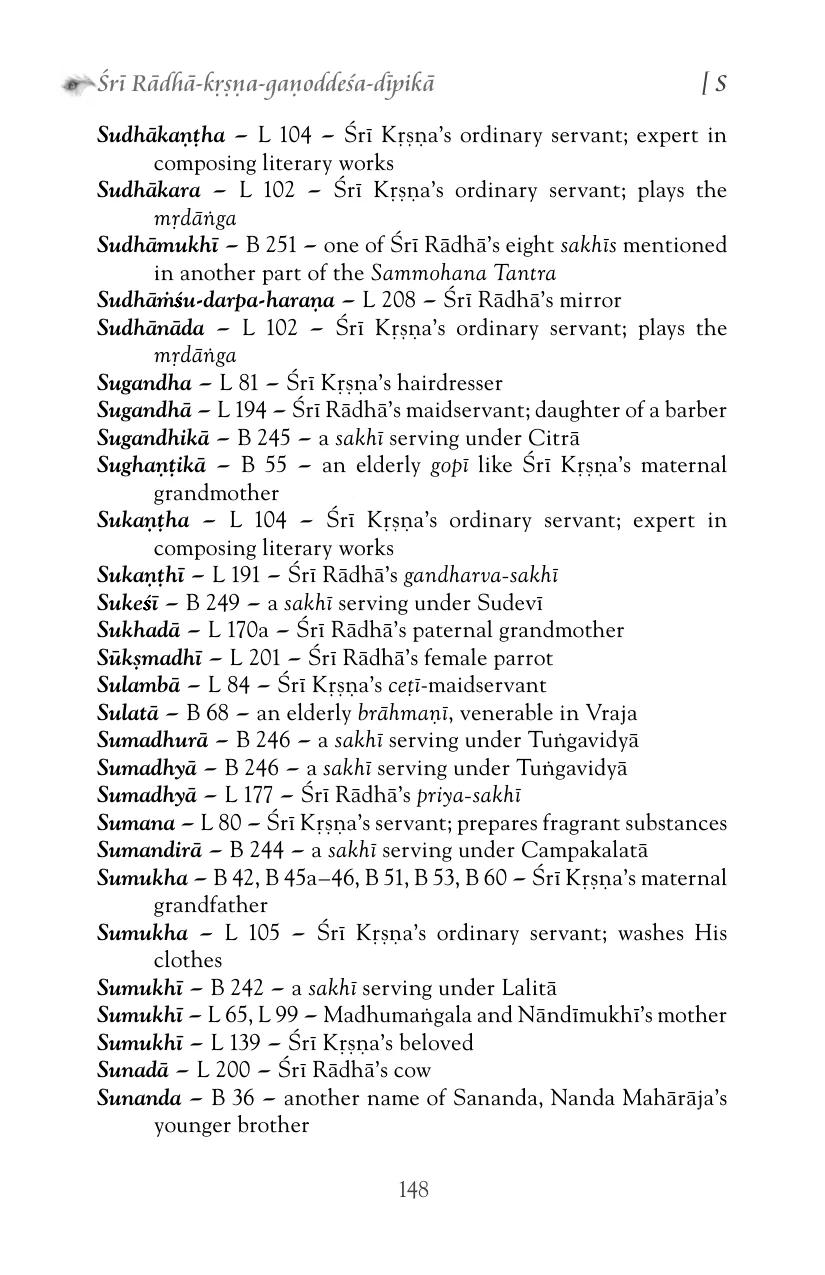 Śrī Rādhā-kṛṣṇa-gaṇoddeśa-dīpikā [ S
Sudhākaṇṭha – L 104 – Śrī Kṛṣṇa’s ordinary servant; expert in
composing literary works
Sudhākara – L 102 – Śrī Kṛṣṇa’s ordinary servant; plays the
mṛdāṅga
Sudhāmukhī – B 251 – one of Śrī Rādhā’s eight sakhīs mentioned
in another part of the Sammohana Tantra
Sudhāṁśu-darpa-haraṇa – L 208 – Śrī Rādhā’s mirror
Sudhānāda – L 102 – Śrī Kṛṣṇa’s ordinary servant; plays the
mṛdāṅga
Sugandha – L 81 – Śrī Kṛṣṇa’s hairdresser
Sugandhā – L 194 – Śrī Rādhā’s maidservant; daughter of a barber
Sugandhikā – B 245 – a sakhī serving under Citrā
Sughaṇṭikā – B 55 – an elderly gopī like Śrī Kṛṣṇa’s maternal
grandmother
Sukaṇṭha – L 104 – Śrī Kṛṣṇa’s ordinary servant; expert in
composing literary works
Sukaṇṭhī – L 191 – Śrī Rādhā’s gandharva-sakhī
Sukeśī – B 249 – a sakhī serving under Sudevī
Sukhadā – L 170a – Śrī Rādhā’s paternal grandmother
Sūkṣmadhī – L 201 – Śrī Rādhā’s female parrot
Sulambā – L 84 – Śrī Kṛṣṇa’s ceṭī-maidservant
Sulatā – B 68 – an elderly brāhmaṇī, venerable in Vraja
Sumadhurā – B 246 – a sakhī serving under Tuṅgavidyā
Sumadhyā – B 246 – a sakhī serving under Tuṅgavidyā
Sumadhyā – L 177 – Śrī Rādhā’s priya-sakhī
Sumana – L 80 – Śrī Kṛṣṇa’s servant; prepares fragrant substances
Sumandirā – B 244 – a sakhī serving under Campakalatā
Sumukha – B 42, B 45a–46, B 51, B 53, B 60 – Śrī Kṛṣṇa’s maternal
grandfather
Sumukha – L 105 – Śrī Kṛṣṇa’s ordinary servant; washes His
clothes
Sumukhī – B 242 – a sakhī serving under Lalitā
Sumukhī – L 65, L 99 – Madhumaṅgala and Nāndīmukhī’s mother
Sumukhī – L 139 – Śrī Kṛṣṇa’s beloved
Sunadā – L 200 – Śrī Rādhā’s cow
Sunanda – B 36 – another name of Sananda, Nanda Mahārāja’s
younger brother
148